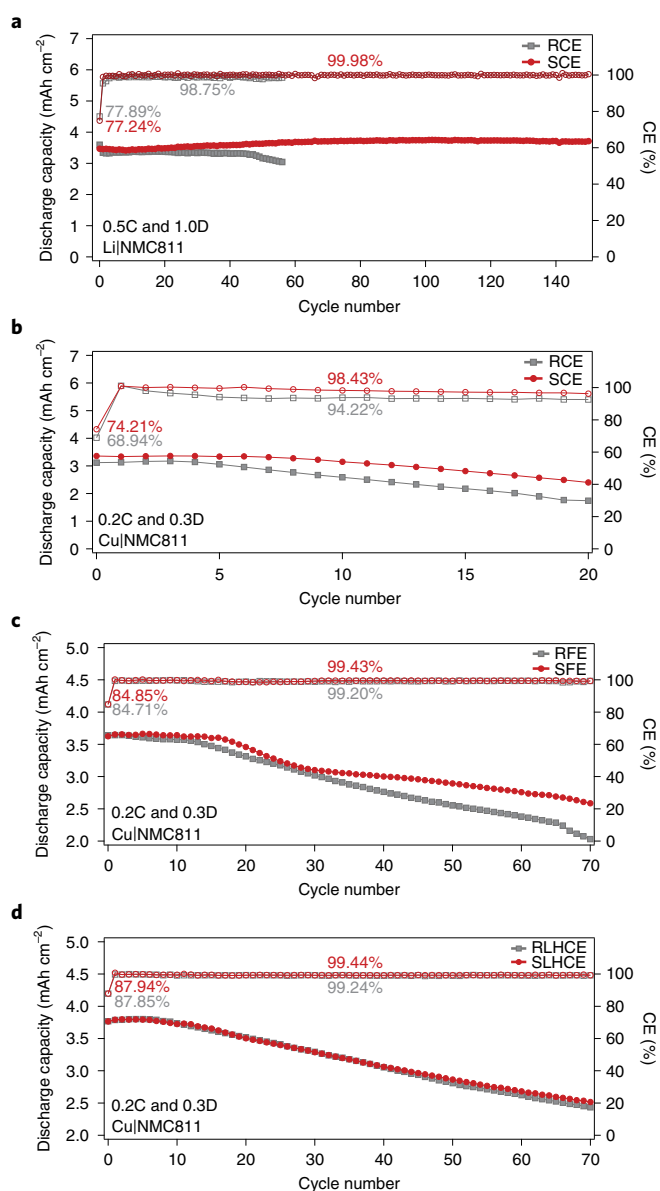 a
7
6
5
4
3
2
1
0
Discharge capacity (mAh cm−2)
RCE
SCE
99.98%
98.75%
77.89%
77.24%
0.5C and 1.0D
Li|NMC811
100
80
60
40
20
0
CE (%)
0 20 40 60 80 100 120 140
Cycle number
b
7
6
5
4
3
2
1
0
Discharge capacity (mAh cm−2)
RCE
SCE
98.43%
94.22%
74.21%
68.94%
0.2C and 0.3D
Cu|NMC811
100
80
60
40
20
0
CE (%)
0 5 10 15 20
Cycle number
c
5.0
4.5
4.0
3.5
3.0
2.5
2.0
Discharge capacity (mAh cm−2)
RFE
SFE
99.43%
99.20%
84.85%
84.71%
0.2C and 0.3D
Cu|NMC811
100
80
60
40
20
0
CE (%)
0 10 20 30 40 50 60 70
Cycle number
d
5.0
4.5
4.0
3.5
3.0
2.5
2.0
Discharge capacity (mAh cm−2)
RLHCE
SLHCE
99.44%
99.24%
87.94%
87.85%
0.2C and 0.3D
Cu|NMC811
100
80
60
40
20
0
CE (%)
0 10 20 30 40 50 60 70
Cycle number